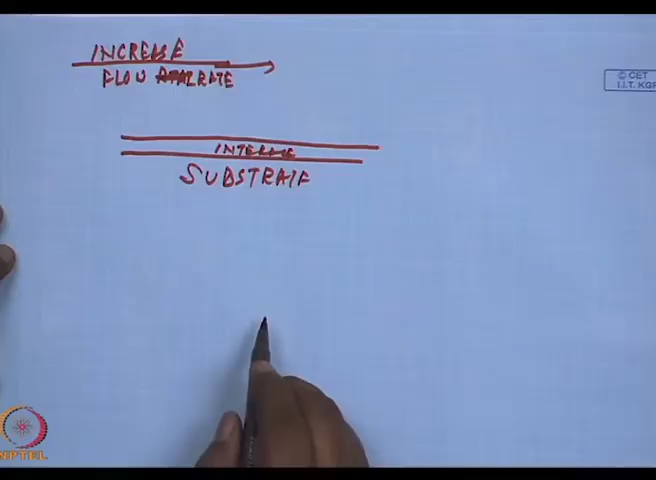 INCREASE
FLOW RATE
© CET
I.I.T. KGP
INTERFACE
SUBSTRATE
NPTEL